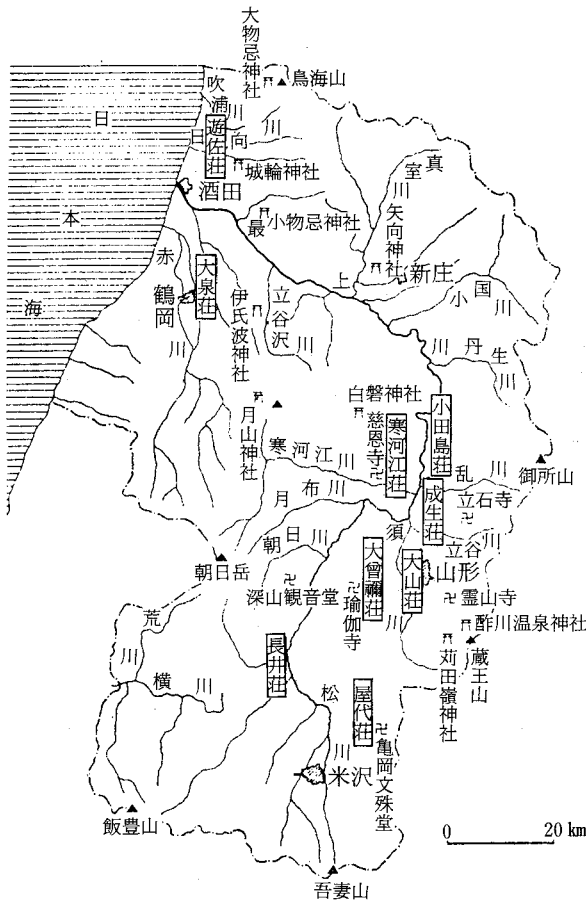 大物忌神社
鳥海山
吹浦川
日向川
遊佐荘
城輪神社
酒田
日本海
最上川
小物忌神社
真室川
矢向神社
新庄
小国川
赤川
鶴岡
大泉荘
伊氐波神社
立谷沢川
丹生川
白磐神社
慈恩寺
寒河江荘
小田島荘
月山神社
寒河江川
乱川
御所山
成生荘
立石寺
月布川
朝日川
須川
立谷川
大曾禰荘
大山荘
山形
朝日岳
深山観音堂
瑜伽寺
霊山寺
酢川温泉神社
蔵王山
苅田嶺神社
荒川
長井荘
横川
松川
屋代荘
亀岡文殊堂
米沢
飯豊山
吾妻山
0 20 km